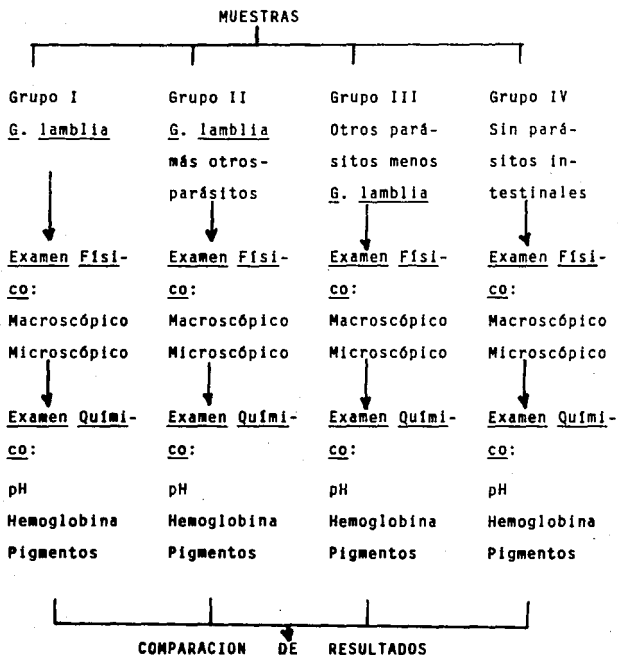 MUESTRAS
Grupo I Grupo II Grupo III Grupo IV
G. lamblia G. lamblia Otros pará- Sin pará-
más otros- sitos menos sitos in-
parásitos G. lamblia testinales
Examen Físi- Examen Físi- Examen Físi- Examen Físi-
co: co: co: co:
Macroscópico Macroscópico Macroscópico Macroscópico
Microscópico Microscópico Microscópico Microscópico
Examen Quími- Examen Quími- Examen Quími- Examen Quími-
co: co: co: co:
pH pH pH pH
Hemoglobina Hemoglobina Hemoglobina Hemoglobina
Pigmentos Pigmentos Pigmentos Pigmentos
COMPARACION DE RESULTADOS